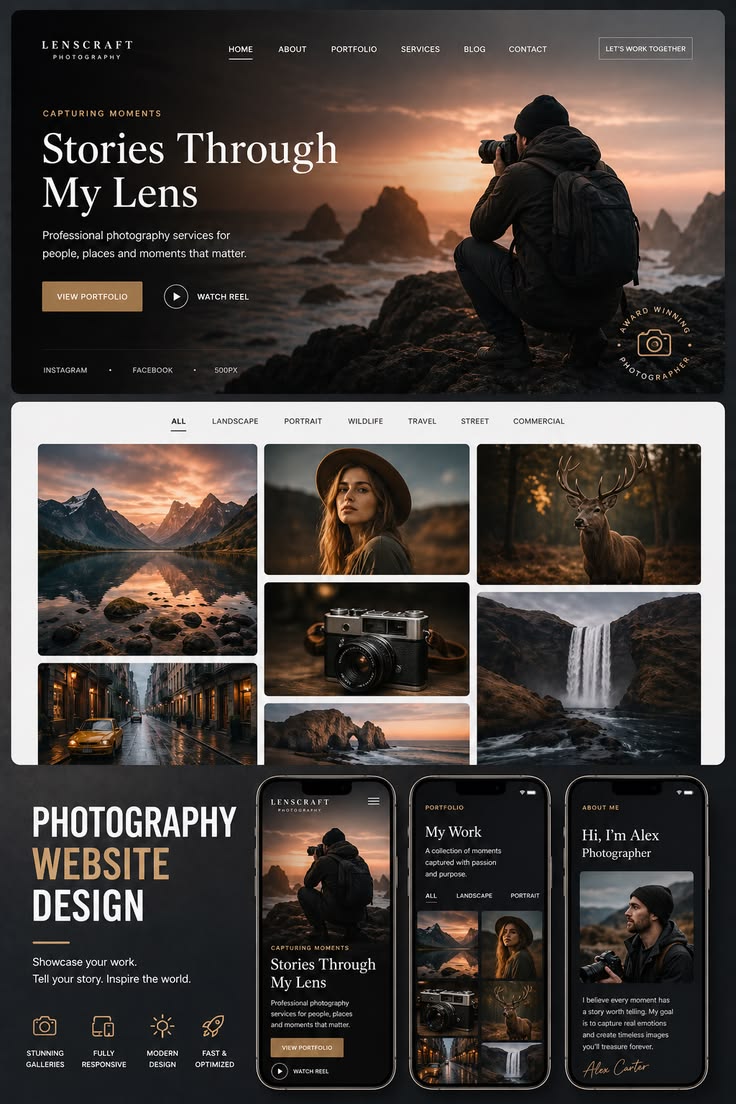 LENSCRAFT
PHOTOGRAPHY
HOME
ABOUT
PORTFOLIO
SERVICES
BLOG
CONTACT
LET'S WORK TOGETHER
CAPTURING MOMENTS
Stories Through
My Lens
Professional photography services for
people, places and moments that matter.
VIEW PORTFOLIO
WATCH REEL
INSTAGRAM • FACEBOOK • 500PX
AWARD WINNING
PHOTOGRAPHER
ALL
LANDSCAPE
PORTRAIT
WILDLIFE
TRAVEL
STREET
COMMERCIAL
PHOTOGRAPHY
WEBSITE
DESIGN
Showcase your work.
Tell your story. Inspire the world.
STUNNING
GALLERIES
FULLY
RESPONSIVE
MODERN
DESIGN
FAST &
OPTIMIZED
LENSCRAFT
PHOTOGRAPHY
CAPTURING MOMENTS
Stories Through
My Lens
Professional photography
services for people, places
and moments that matter.
VIEW PORTFOLIO
WATCH REEL
PORTFOLIO
My Work
A collection of moments
captured with passion
and purpose.
ALL
LANDSCAPE
PORTRAIT
ABOUT ME
Hi, I'm Alex
Photographer
I believe every moment has
a story worth telling. My goal
is to capture real emotions
and create timeless images
you'll treasure forever.
Alex Carter